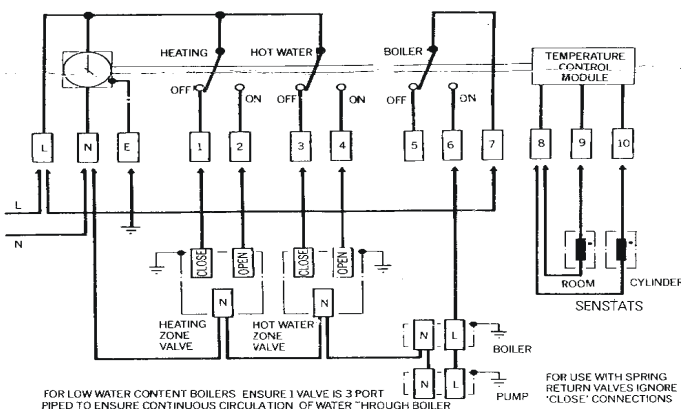 HEATING
HOT WATER
BOILER
TEMPERATURE
CONTROL
MODULE
OFF
ON
OFF
ON
OFF
ON
L
N
E
1
2
3
4
5
6
7
8
9
10
L
N
CLOSE
OPEN
CLOSE
OPEN
N
N
ROOM
CYLINDER
SENSTATS
HEATING
ZONE
VALVE
HOT WATER
ZONE
VALVE
N
L
BOILER
N
L
PUMP
FOR USE WITH SPRING
RETURN VALVES IGNORE
'CLOSE' CONNECTIONS
FOR LOW WATER CONTENT BOILERS ENSURE 1 VALVE IS 3 PORT
PIPED TO ENSURE CONTINUOUS CIRCULATION OF WATER THROUGH BOILER